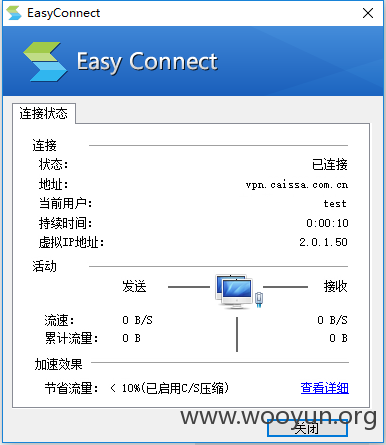 EasyConnect
Easy Connect
连接状态
连接
状态： 已连接
地址： vpn.caissa.com.cn
当前用户： test
持续时间： 0:00:10
虚拟IP地址： 2.0.1.50
活动
发送 接收
流速： 0 B/S 0 B/S
累计流量： 0 B 0 B
加速效果
节省流量： < 10%(已启用C/S压缩) 查看详细
www.wooyun.org
关闭